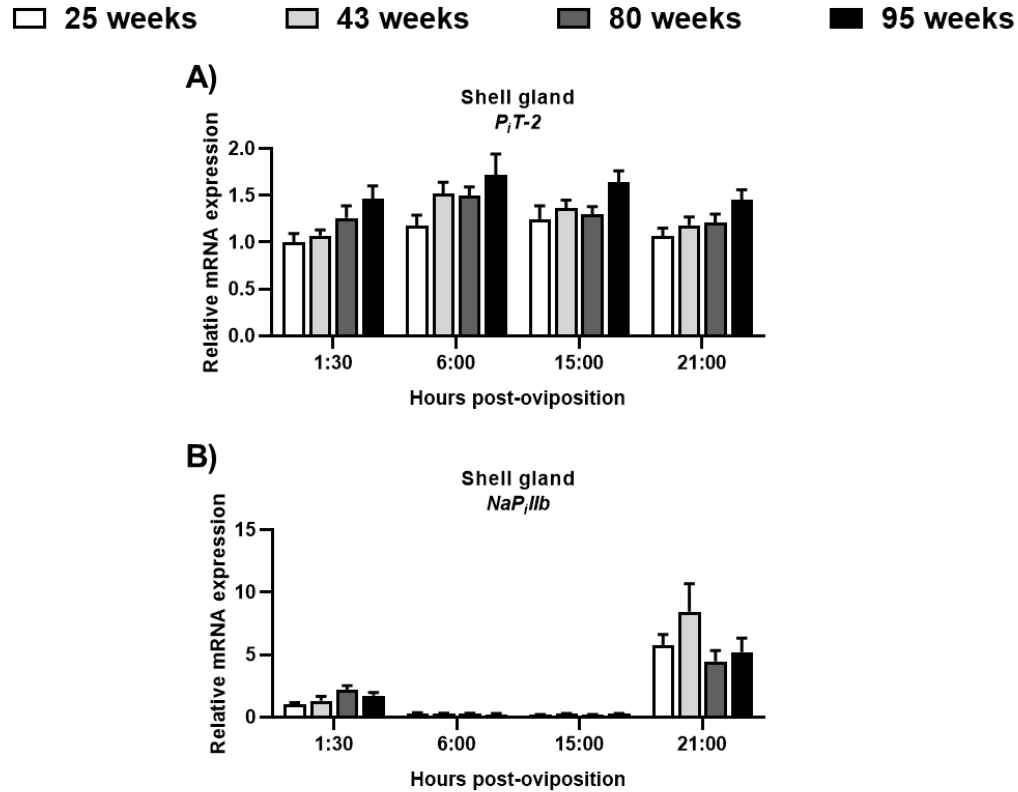 25 weeks 43 weeks 80 weeks 95 weeks
A)
Shell gland
PiT-2
Relative mRNA expression
2.0
1.5
1.0
0.5
0.0
1:30 6:00 15:00 21:00
Hours post-oviposition
B)
Shell gland
NaPiIIb
Relative mRNA expression
15
10
5
0
1:30 6:00 15:00 21:00
Hours post-oviposition